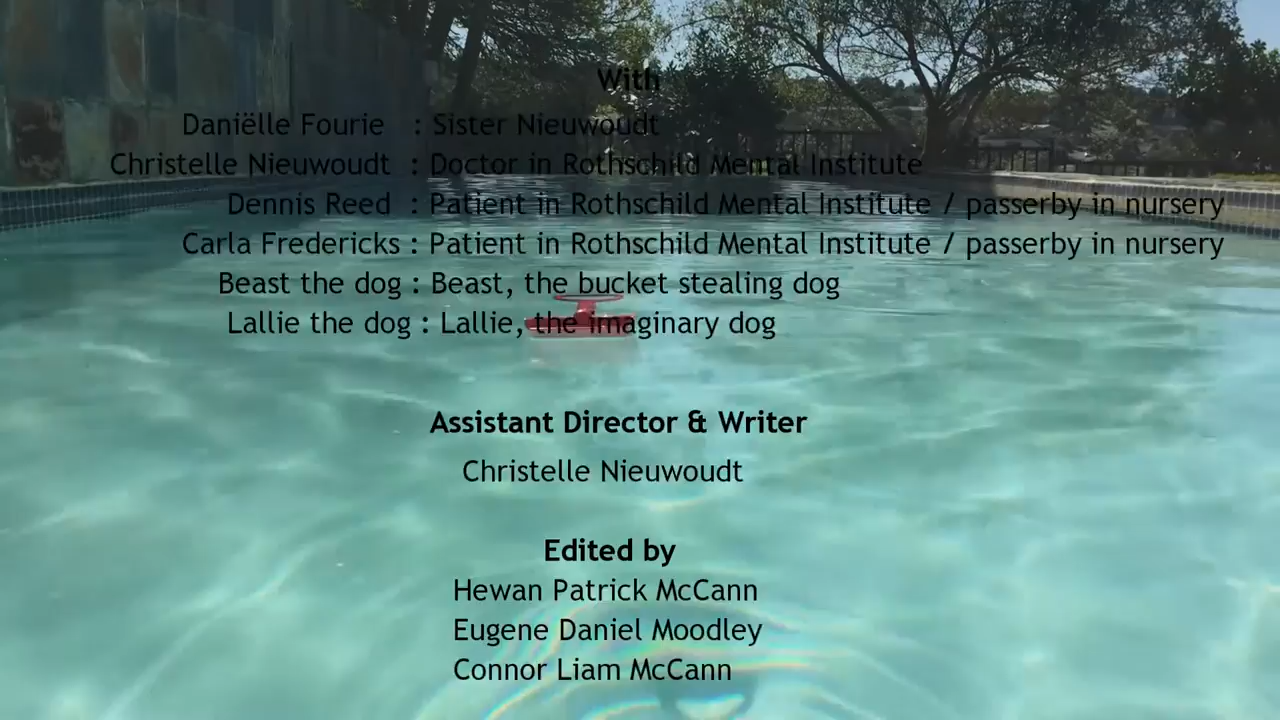 With
Daniëlle Fourie : Sister Nieuwoudt
Christelle Nieuwoudt : Doctor in Rothschild Mental Institute
Dennis Reed : Patient in Rothschild Mental Institute / passerby in nursery
Carla Fredericks : Patient in Rothschild Mental Institute / passerby in nursery
Beast the dog : Beast, the bucket stealing dog
Lallie the dog : Lallie, the imaginary dog
Assistant Director & Writer
Christelle Nieuwoudt
Edited by
Hewan Patrick McCann
Eugene Daniel Moodley
Connor Liam McCann